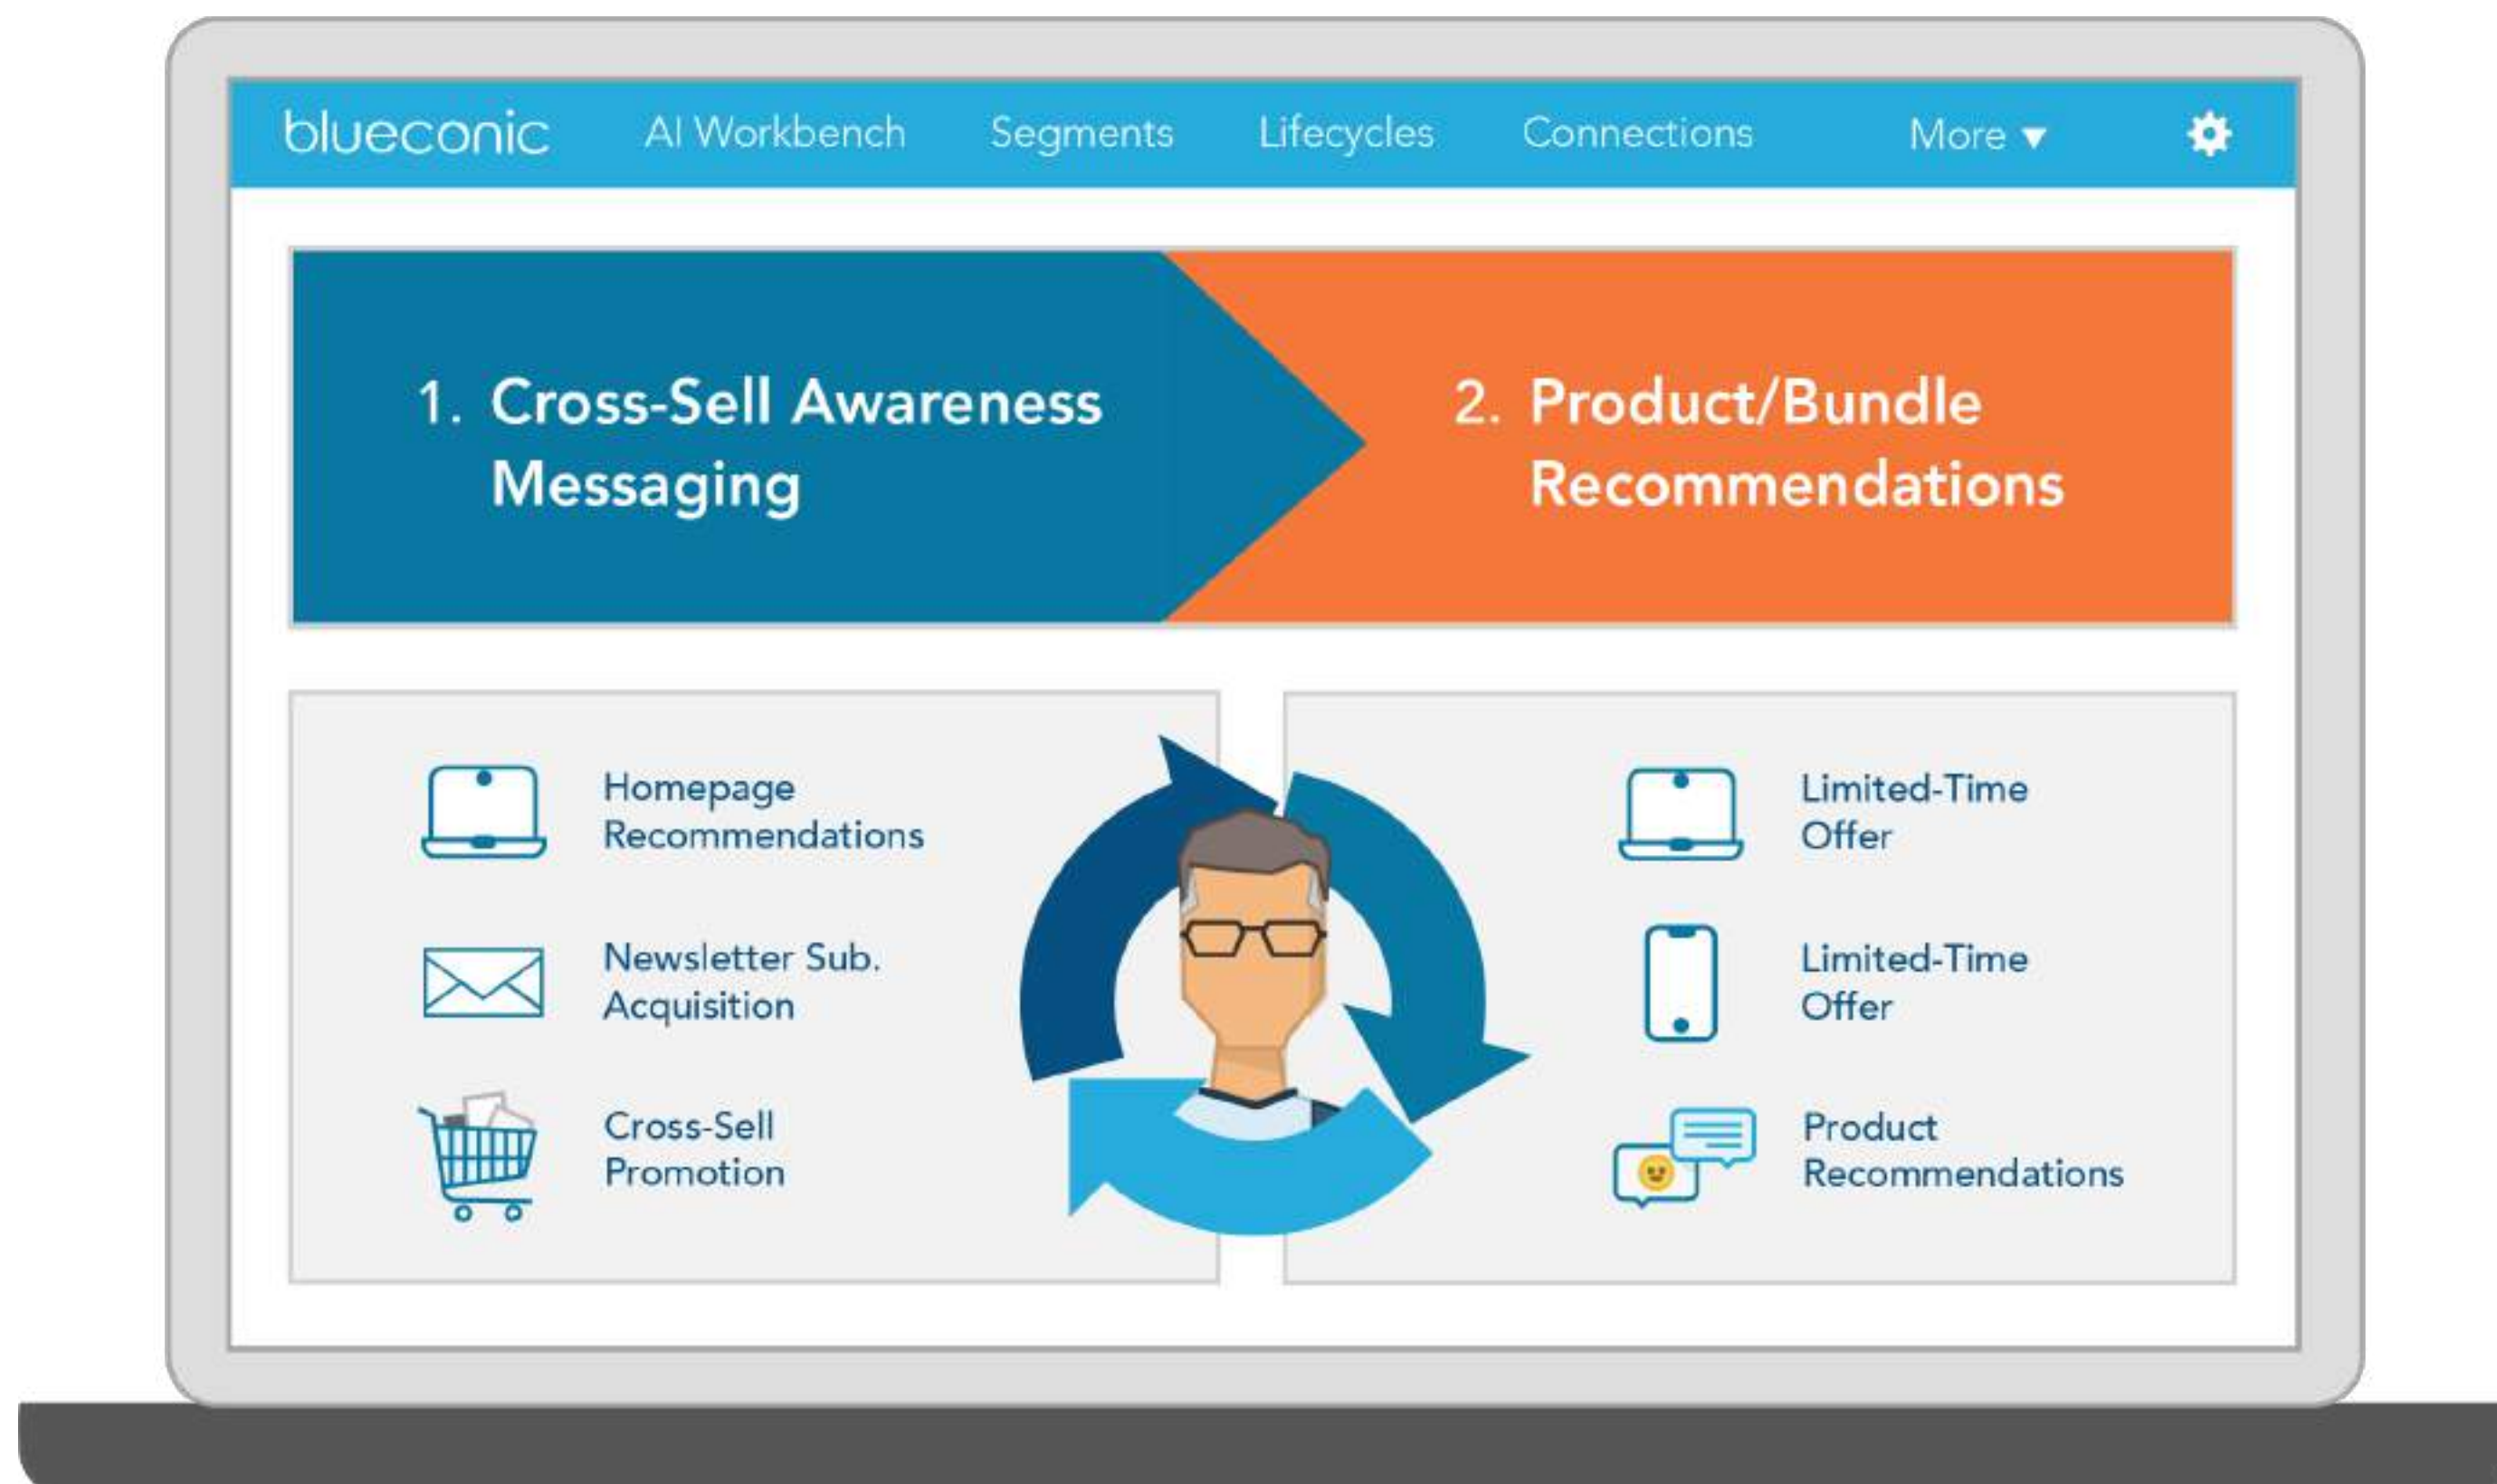 blueconic AI Workbench Segments Lifecycles Connections More ▼
1. Cross-Sell Awareness
Messaging
2. Product/Bundle
Recommendations
Homepage
Recommendations
Newsletter Sub.
Acquisition
Cross-Sell
Promotion
Limited-Time
Offer
Limited-Time
Offer
Product
Recommendations